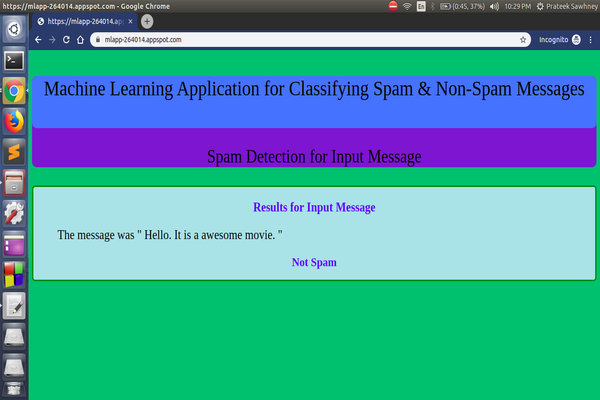 https://mlapp-264014.appspot.com - Google Chrome
En
(0:45, 37%)
10:29 PM
Prateek Sawhney
https://mlapp-264014.app
mlapp-264014.appspot.com
Incognito
Machine Learning Application for Classifying Spam & Non-Spam Messages
Spam Detection for Input Message
Results for Input Message
The message was " Hello. It is a awesome movie. "
Not Spam